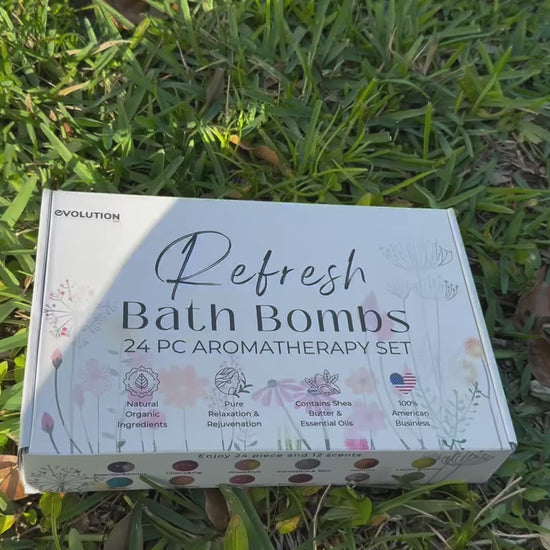 evOLUTION
Refresh
Bath Bombs
24 PC AROMATHERAPY SET
Natural
Organic
Ingredients
Pure
Relaxation &
Rejuvenation
Contains Shea
Butter &
Essential Oils
100%
American
Business
Enjoy 24 piece and 12 scents